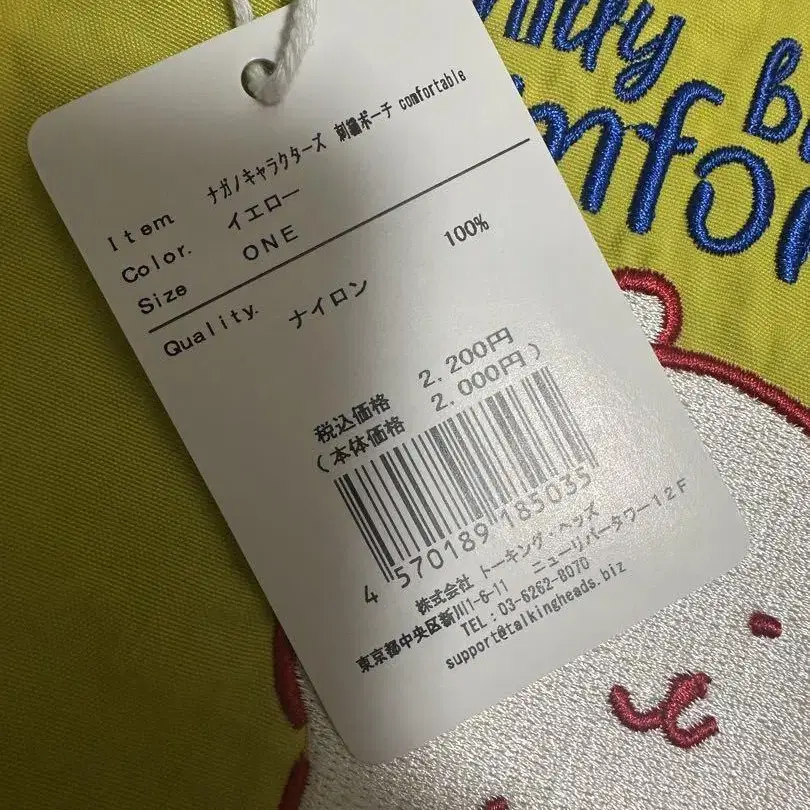 Item ナガノキャラクターズ 刺繍ポーチ comfortable
Color. イエロー
Size ONE
Quality. ナイロン 100%
税込価格 2.200円
(本体価格 2.000円)
4 570189 185035
株式会社 トーキング・ヘッズ
東京都中央区新川1-6-11 ニューリバータワー12F
TEL:03-6262-8070
support@talkingheads.biz